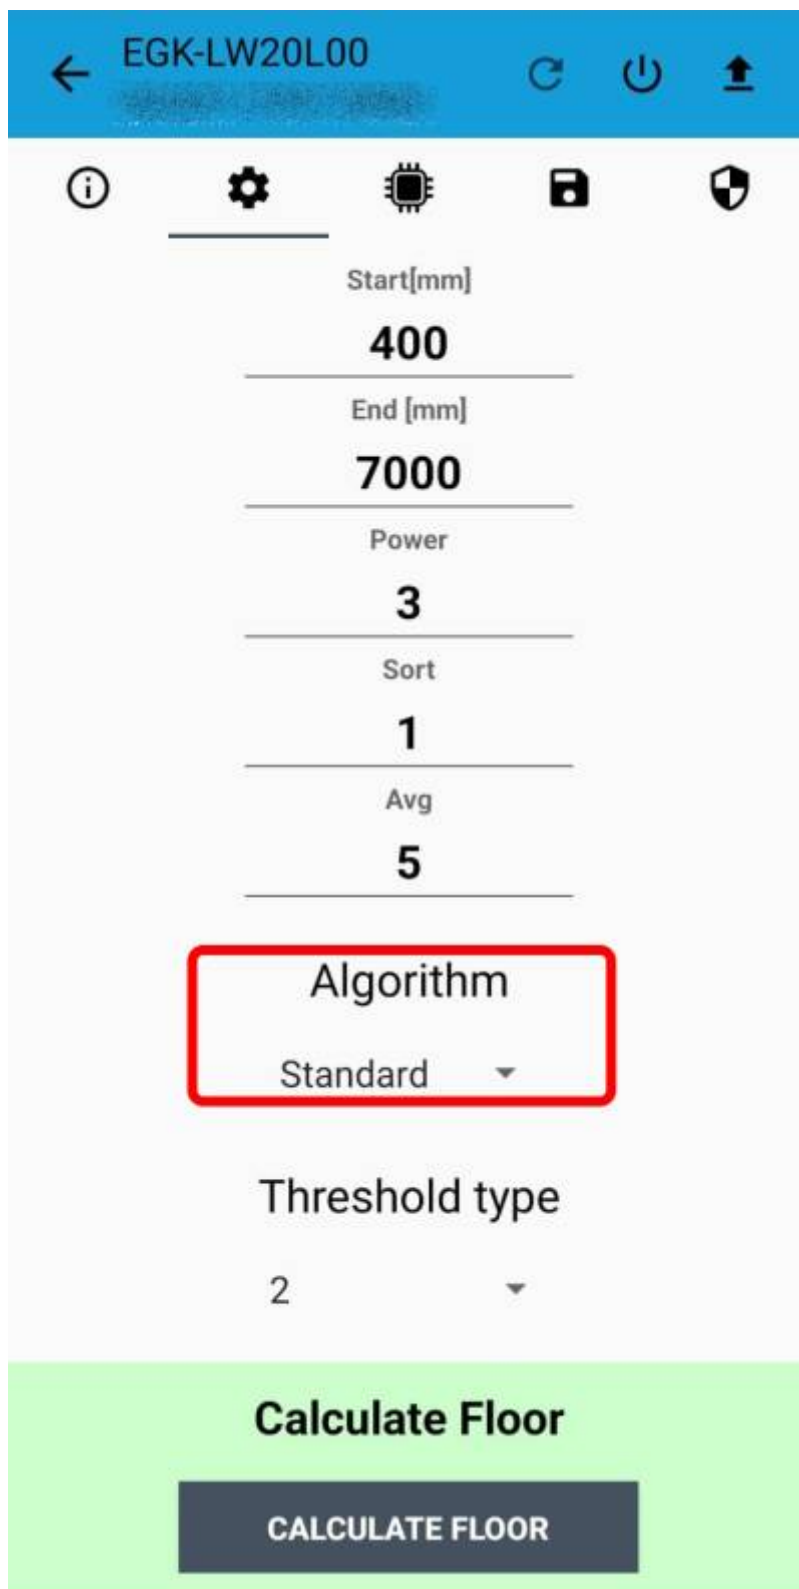 EGK-LW20L00
Start[mm]
400
End [mm]
7000
Power
3
Sort
1
Avg
5
Algorithm
Standard
Threshold type
2
Calculate Floor
CALCULATE FLOOR